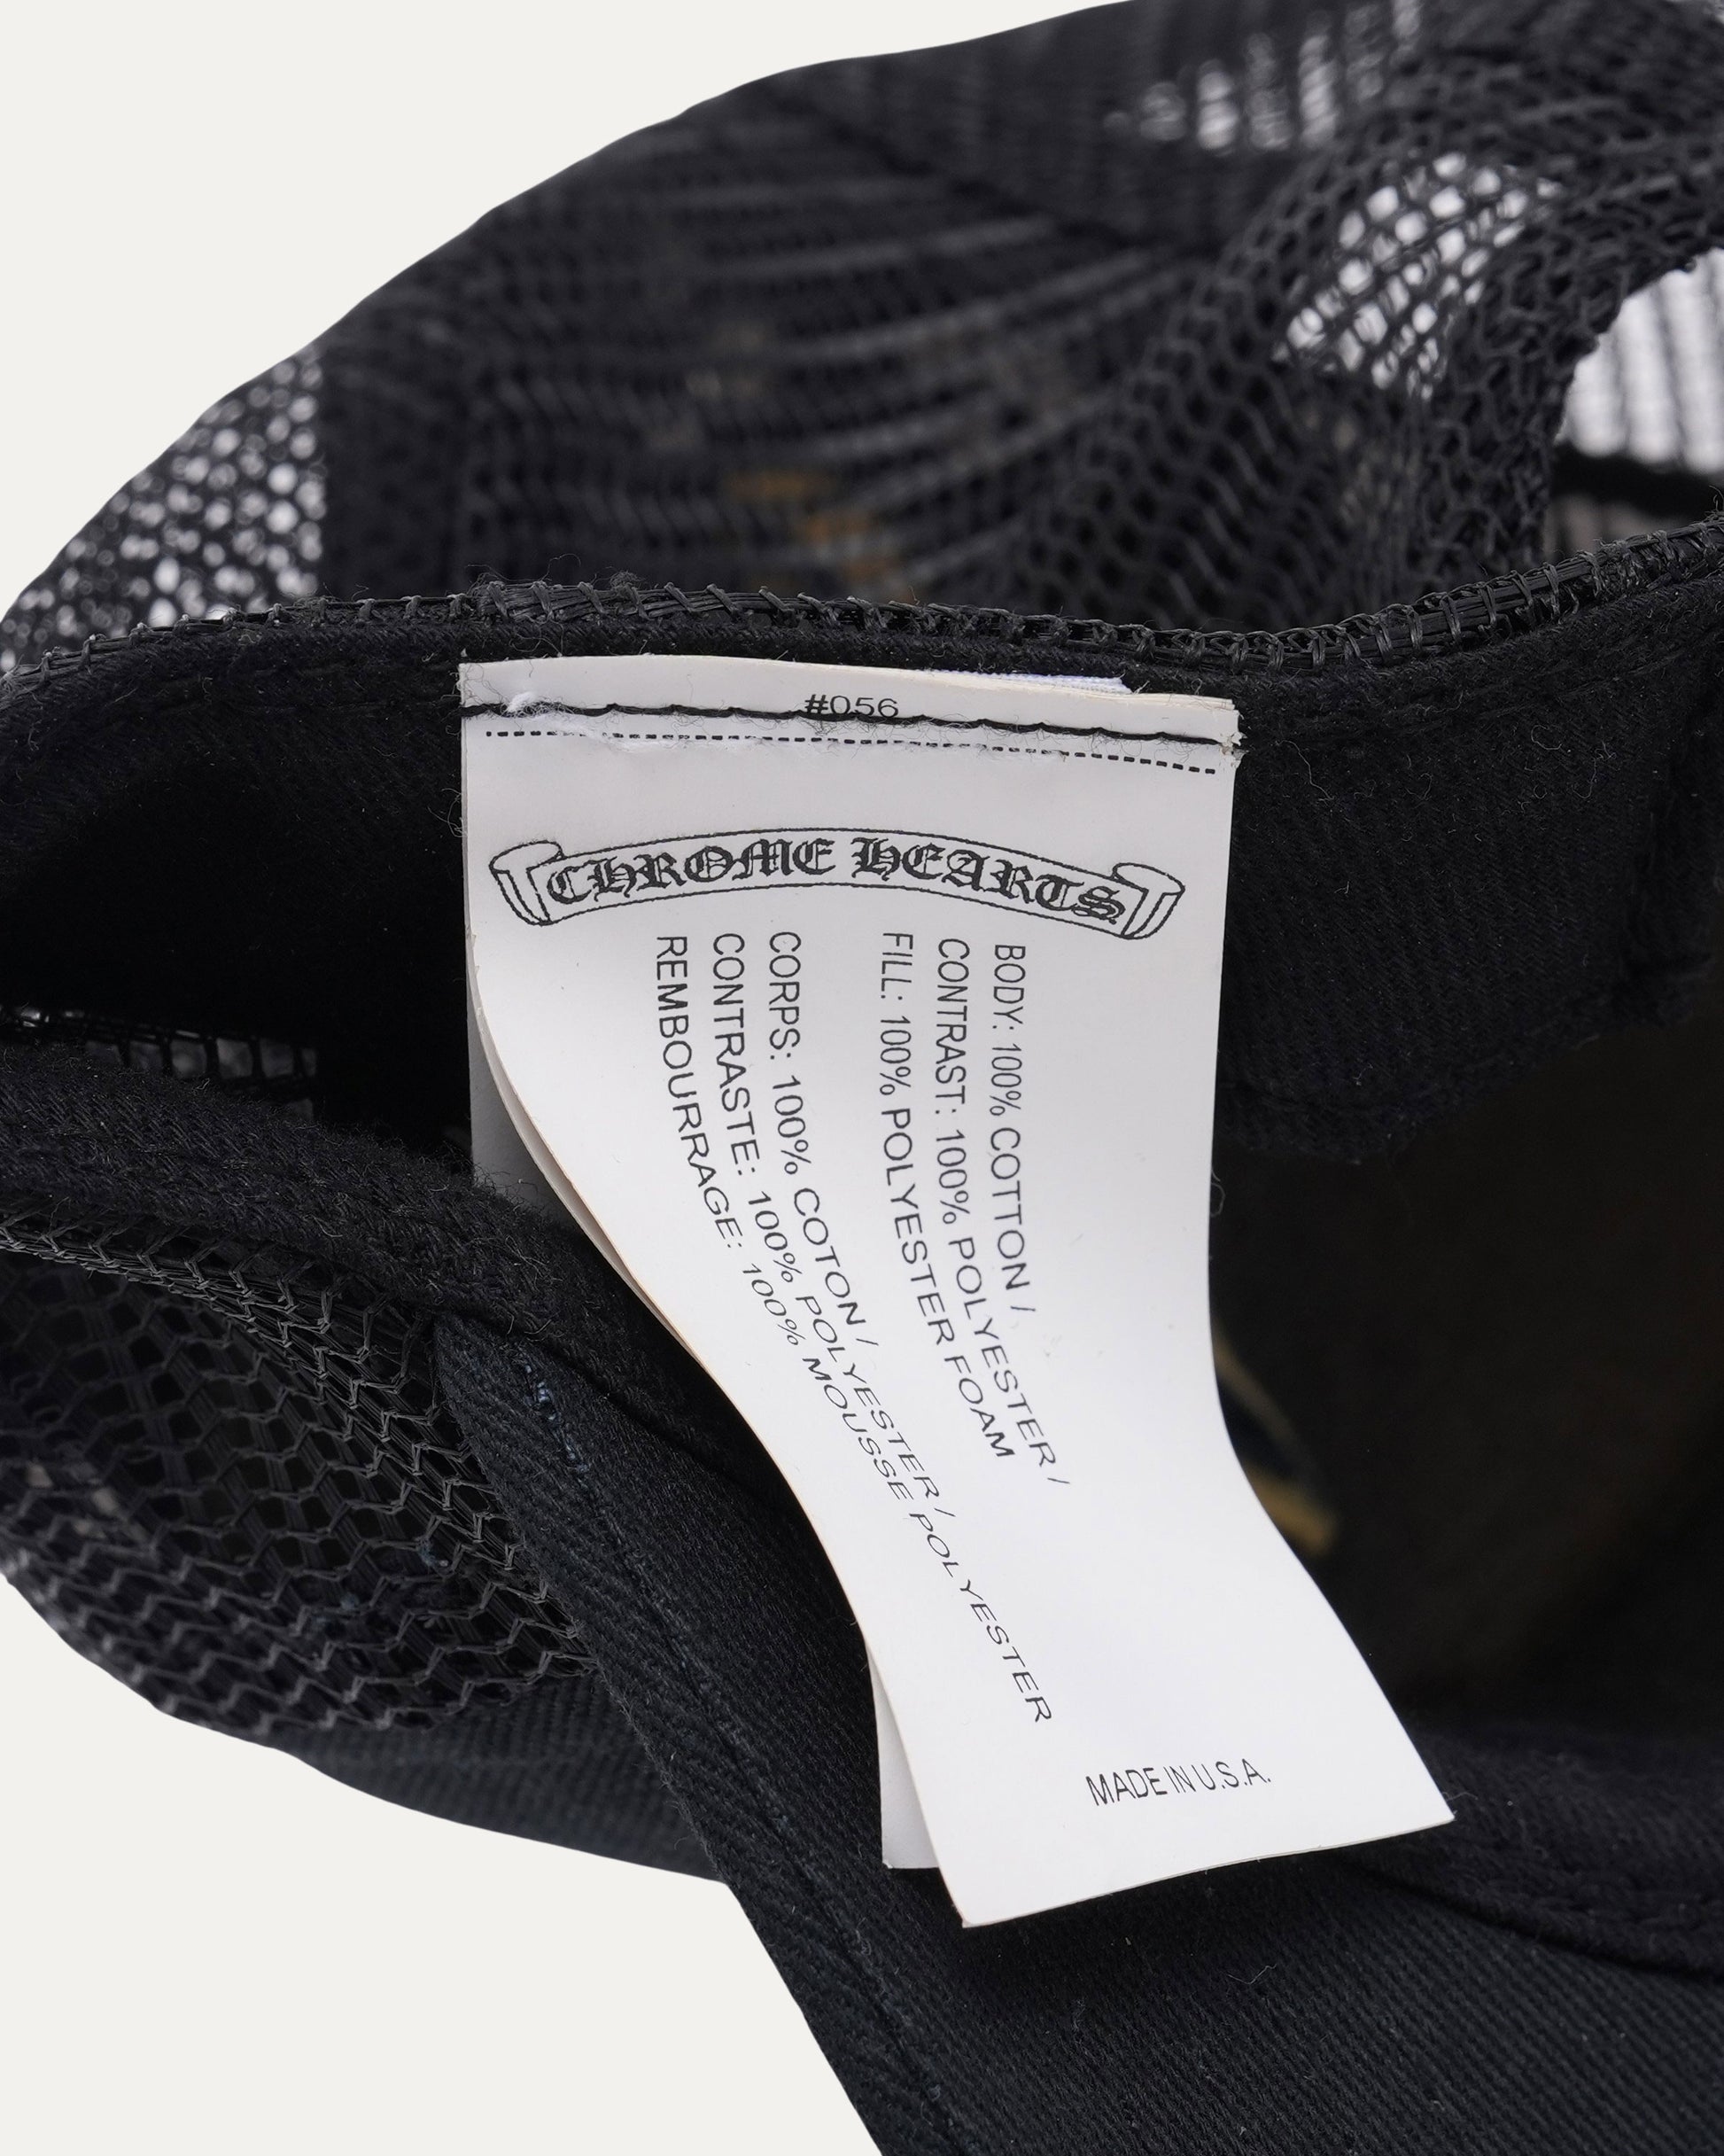 #056
CHROME HEARTS
BODY: 100% COTTON /
CONTRAST: 100% POLYESTER /
FILL: 100% POLYESTER FOAM
CORPS: 100% COTON /
CONTRASTE: 100% POLYESTER /
REMBOURRAGE: 100% MOUSSE POLYESTER
MADE IN U.S.A.